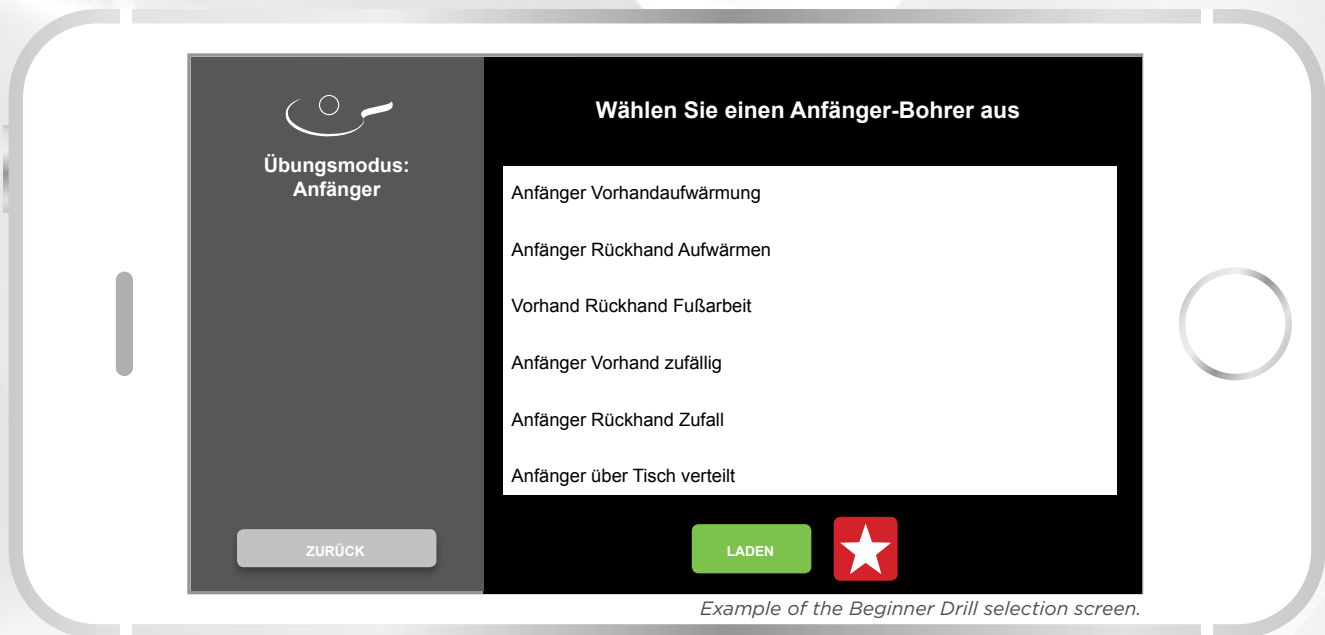 Übungsmodus:
Anfänger
ZURÜCK
Wählen Sie einen Anfänger-Bohrer aus
Anfänger Vorhandaufwärmung
Anfänger Rückhand Aufwärmen
Vorhand Rückhand Fußarbeit
Anfänger Vorhand zufällig
Anfänger Rückhand Zufall
Anfänger über Tisch verteilt
LADEN
Example of the Beginner Drill selection screen.